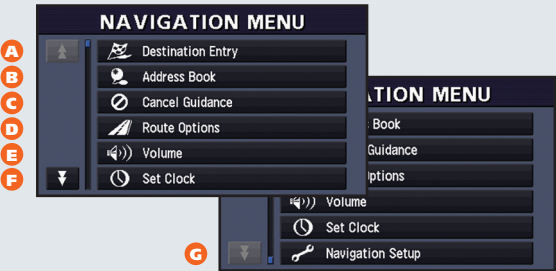 NAVIGATION MENU
A Destination Entry
B Address Book
C Cancel Guidance
D Route Options
E Volume
F Set Clock
TION MENU
Book
Guidance
ptions
Volume
Set Clock
G Navigation Setup